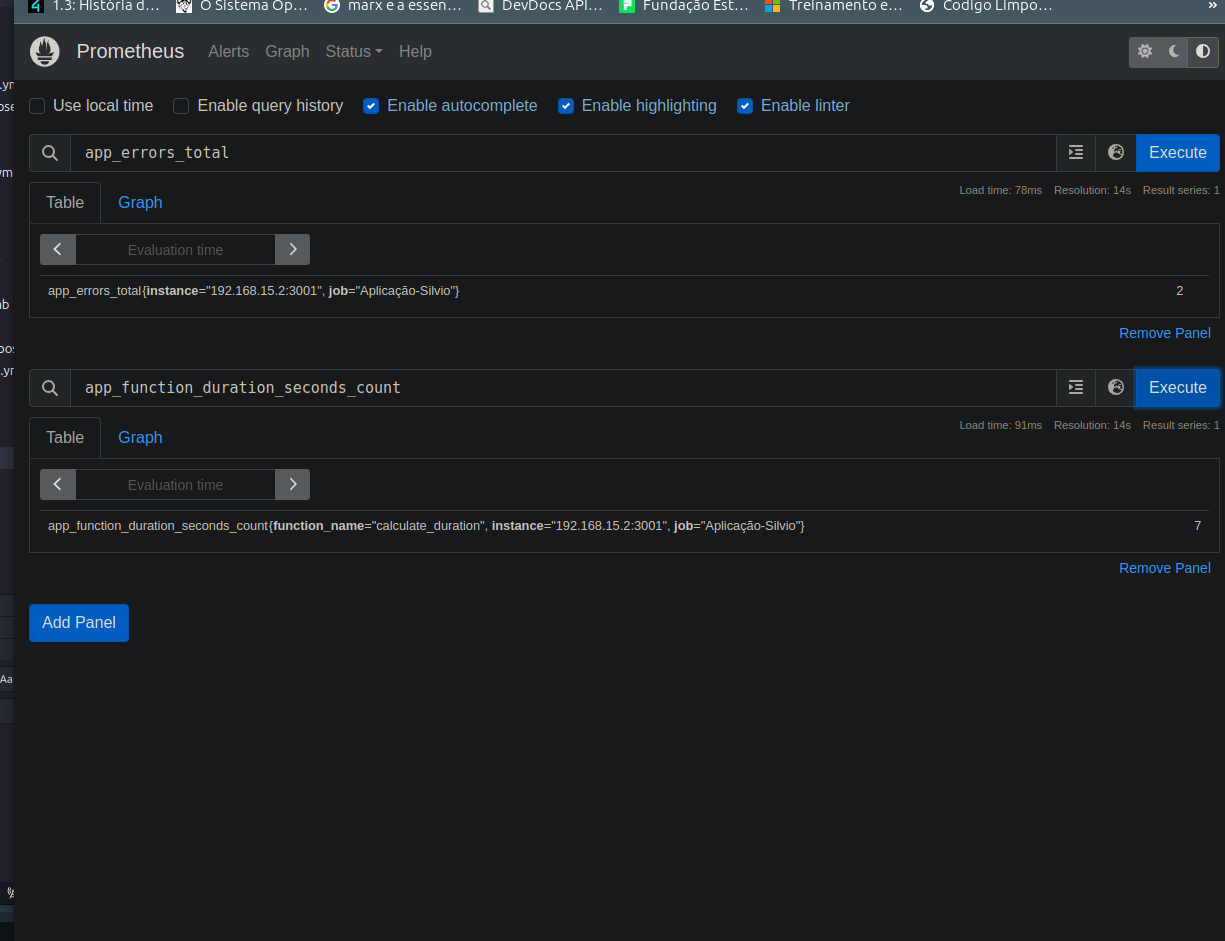 1.3: História d… O Sistema Op… marx e a essen… DevDocs API… Fundação Est… Treinamento e… Codigo Limpo… »
Prometheus Alerts Graph Status Help
Use local time Enable query history Enable autocomplete Enable highlighting Enable linter
app_errors_total Execute
Table Graph Load time: 78ms Resolution: 14s Result series: 1
Evaluation time
app_errors_total{instance="192.168.15.2:3001", job="Aplicação-Silvio"} 2
Remove Panel
app_function_duration_seconds_count Execute
Table Graph Load time: 91ms Resolution: 14s Result series: 1
Evaluation time
app_function_duration_seconds_count{function_name="calculate_duration", instance="192.168.15.2:3001", job="Aplicação-Silvio"} 7
Remove Panel
Add Panel
Aa